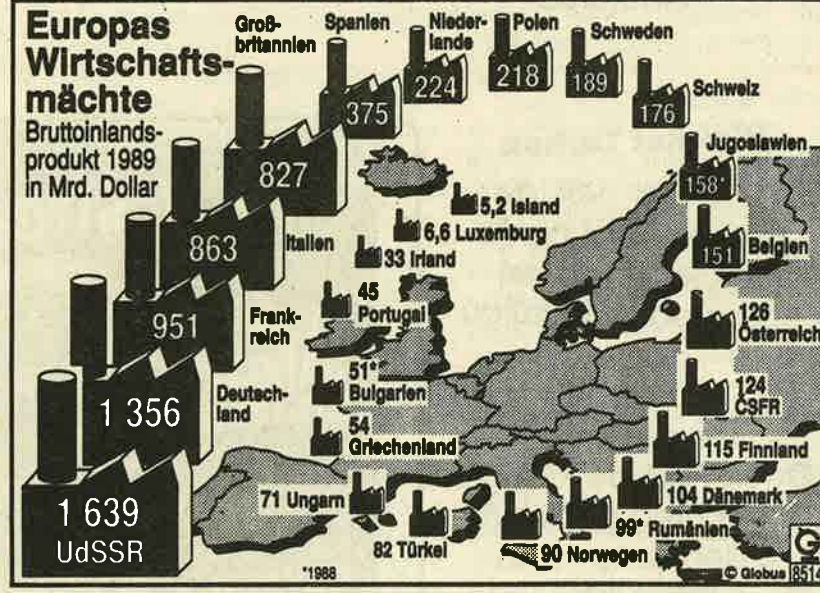 Europas
Wirtschafts-
mächte
Bruttoinlands-
produkt 1989
in Mrd. Dollar
1 639
UdSSR
1 356
Deutsch-
land
951
Frank-
reich
863
Italien
827
Groß-
britannien
375
Spanien
224
Nieder-
lande
218
Polen
189
Schweden
176
Schweiz
158*
Jugoslawien
151
Belgien
126
Österreich
124
CSFR
115 Finnland
104 Dänemark
99* Rumänien
90 Norwegen
82 Türkei
71 Ungarn
54
Griechenland
51*
Bulgarien
45
Portugal
33 Irland
6,6 Luxemburg
5,2 Island
*1988
© Globus 8514